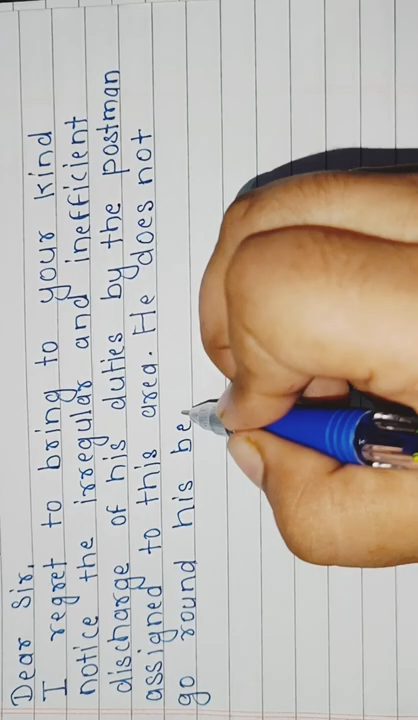 Dear Sir,
I regret to bring to your kind
notice the irregular and inefficient
discharge of his duties by the postman
assigned to this area. He does not
go round his be